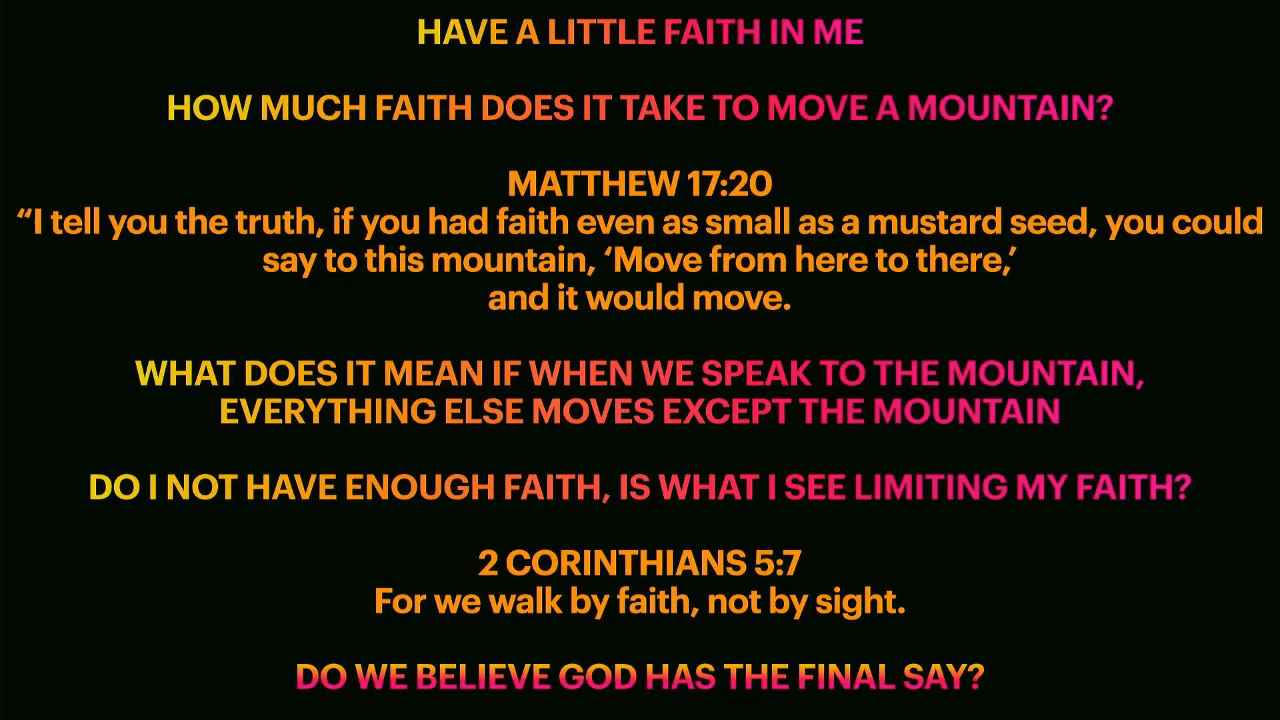 HAVE A LITTLE FAITH IN ME
HOW MUCH FAITH DOES IT TAKE TO MOVE A MOUNTAIN?
MATTHEW 17:20
“I tell you the truth, if you had faith even as small as a mustard seed, you could
say to this mountain, ‘Move from here to there,’
and it would move.
WHAT DOES IT MEAN IF WHEN WE SPEAK TO THE MOUNTAIN,
EVERYTHING ELSE MOVES EXCEPT THE MOUNTAIN
DO I NOT HAVE ENOUGH FAITH, IS WHAT I SEE LIMITING MY FAITH?
2 CORINTHIANS 5:7
For we walk by faith, not by sight.
DO WE BELIEVE GOD HAS THE FINAL SAY?